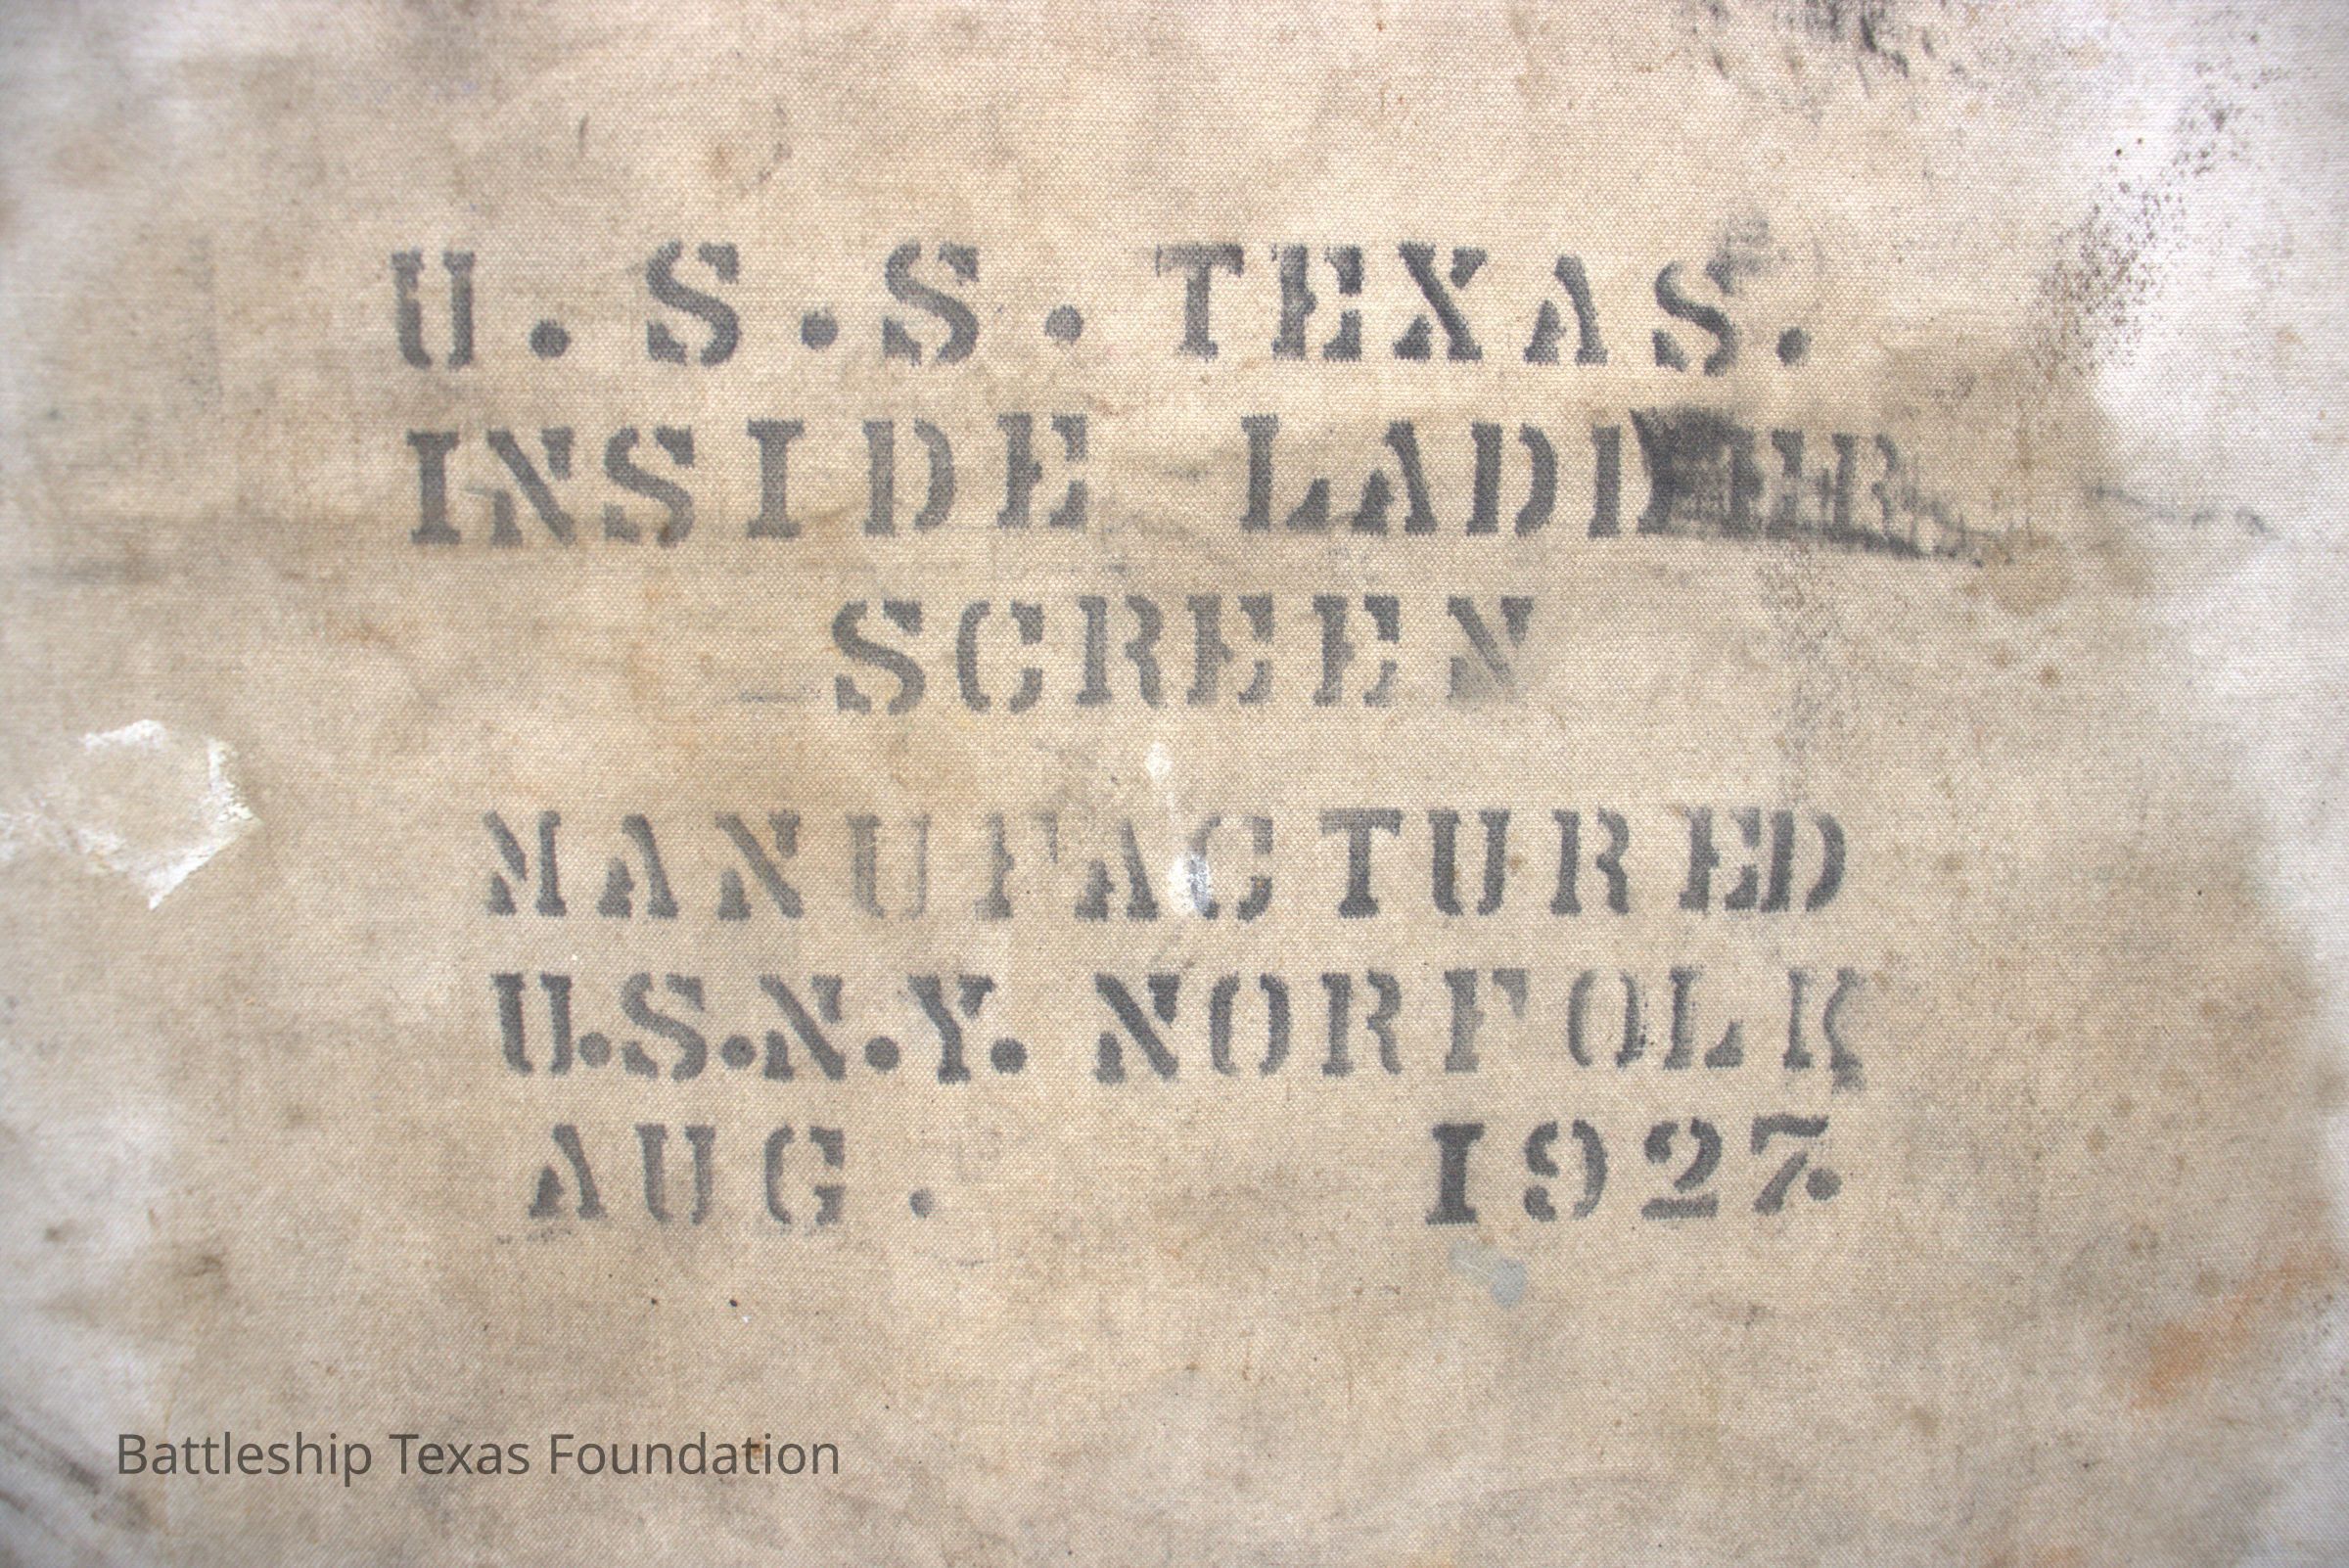 U.S.S. TEXAS.
INSIDE LADDER
SCREEN
MANUFACTURED
U.S.N.Y. NORFOLK
AUG. 1927.
Battleship Texas Foundation